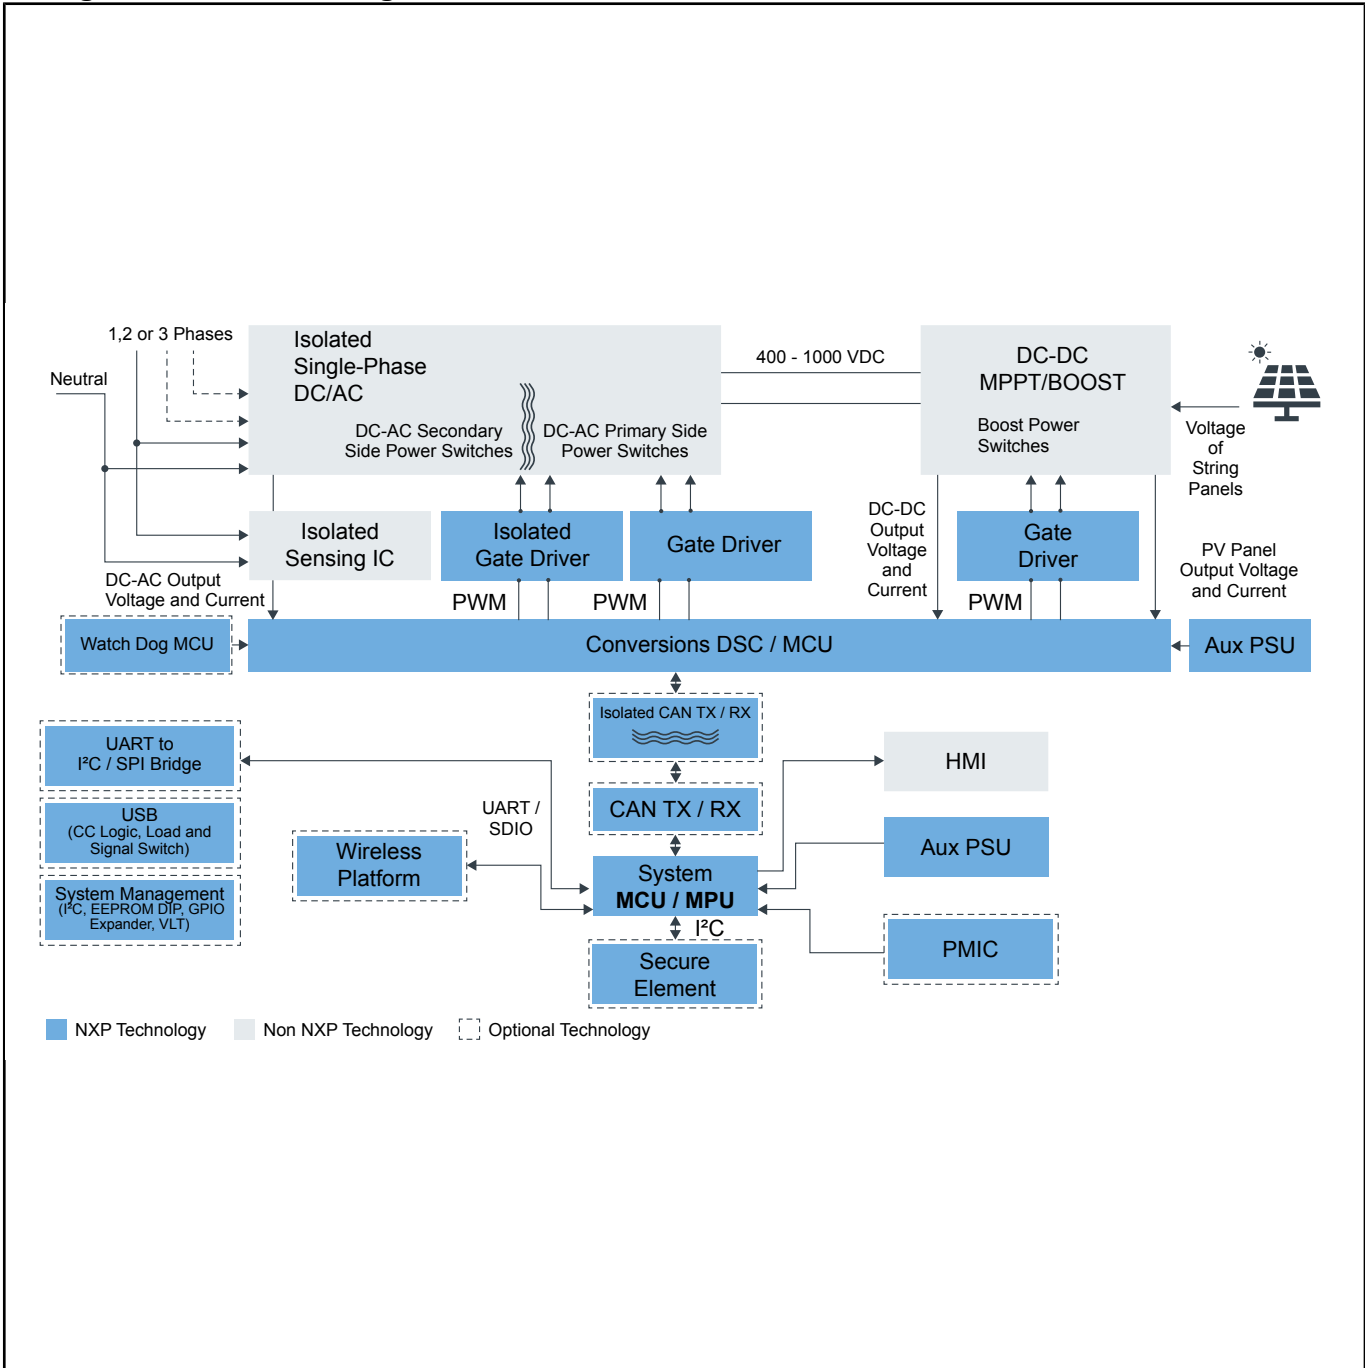 1,2 or 3 Phases
Neutral
Isolated
Single-Phase
DC/AC
DC-AC Secondary
Side Power Switches
DC-AC Primary Side
Power Switches
400 - 1000 VDC
DC-DC
MPPT/BOOST
Boost Power
Switches
Voltage
of
String
Panels
Isolated
Sensing IC
Isolated
Gate Driver
Gate Driver
DC-DC
Output
Voltage
and
Current
Gate
Driver
PV Panel
Output Voltage
and Current
DC-AC Output
Voltage and Current
PWM
PWM
PWM
Watch Dog MCU
Conversions DSC / MCU
Aux PSU
Isolated CAN TX / RX
UART to
I²C / SPI Bridge
HMI
USB
(CC Logic, Load and
Signal Switch)
UART /
SDIO
CAN TX / RX
Aux PSU
Wireless
Platform
System
MCU / MPU
System Management
(I²C, EEPROM DIP, GPIO
Expander, VLT)
I²C
PMIC
Secure
Element
NXP Technology
Non NXP Technology
Optional Technology